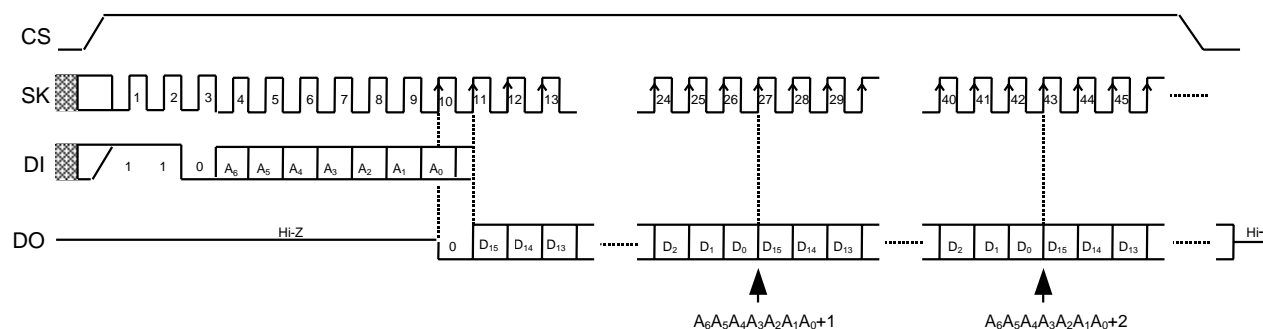 CS
SK 1 2 3 4 5 6 7 8 9 10 11 12 13 24 25 26 27 28 29 40 41 42 43 44 45
DI 1 1 0 A6 A5 A4 A3 A2 A1 A0
DO Hi-Z 0 D15 D14 D13 D2 D1 D0 D15 D14 D13 D2 D1 D0 D15 D14 D13 Hi-
A6A5A4A3A2A1A0+1 A6A5A4A3A2A1A0+2